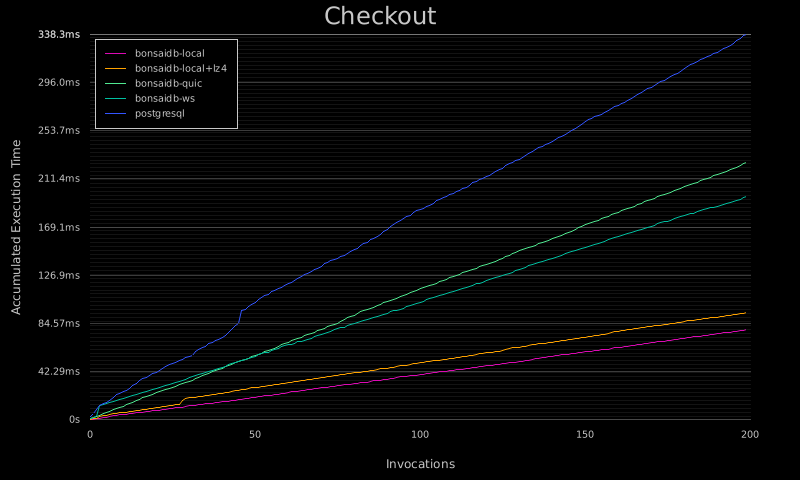 Checkout
338.3ms
296.0ms
253.7ms
211.4ms
169.1ms
126.9ms
84.57ms
42.29ms
0s
Accumulated Execution Time
bonsaidb-local
bonsaidb-local+lz4
bonsaidb-quic
bonsaidb-ws
postgresql
0 50 100 150 200
Invocations